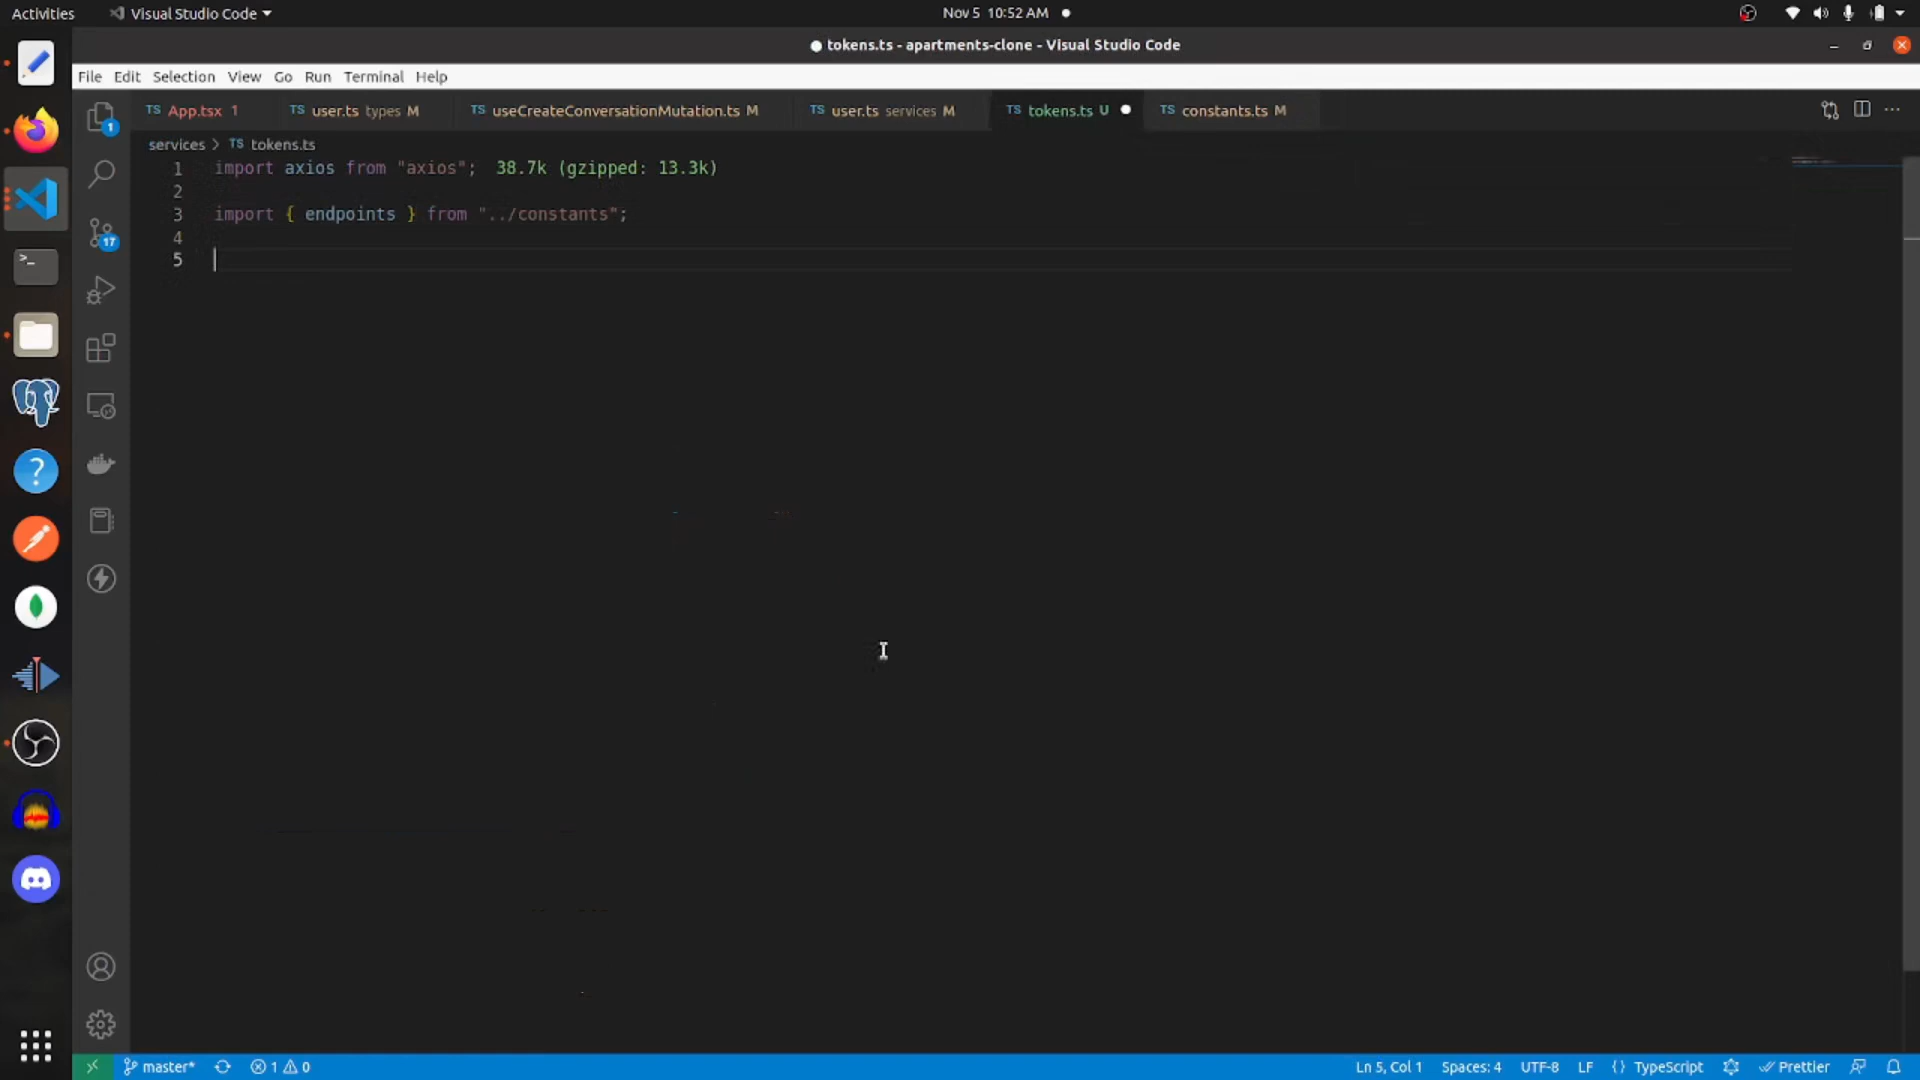 Activities
Visual Studio Code
Nov 5 10:52 AM
tokens.ts - apartments-clone - Visual Studio Code
File Edit Selection View Go Run Terminal Help
1
TS App.tsx 1
TS user.ts types M
TS useCreateConversationMutation.ts M
TS user.ts services M
TS tokens.ts U
TS constants.ts M
services > TS tokens.ts
1 import axios from "axios"; 38.7k (gzipped: 13.3k)
2
3 import { endpoints } from "../constants";
4
5
17
master* 1 0
Ln 5, Col 1 Spaces: 4 UTF-8 LF {} TypeScript Prettier